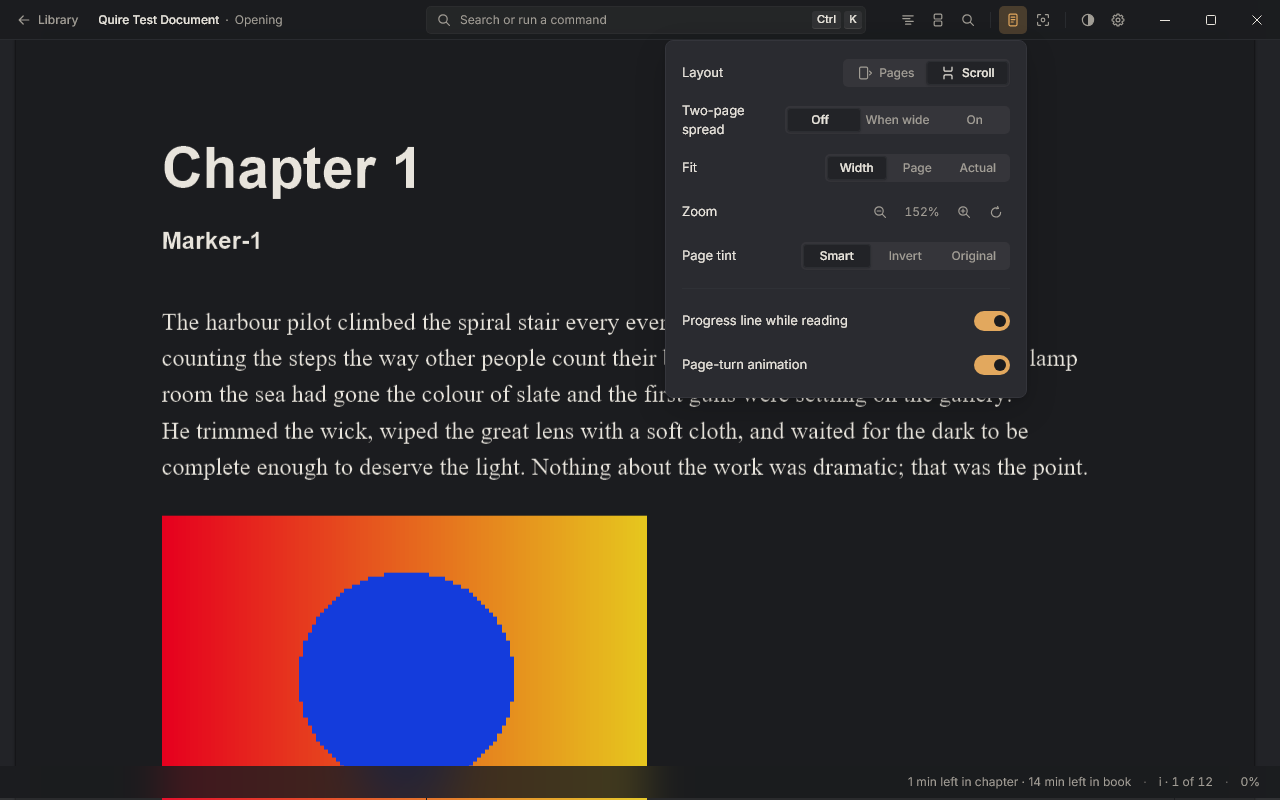 Library
Quire Test Document · Opening
Search or run a command
Ctrl K
Layout
Pages
Scroll
Two-page
spread
Off
When wide
On
Fit
Width
Page
Actual
Zoom
152%
Page tint
Smart
Invert
Original
Progress line while reading
Page-turn animation
Chapter 1
Marker-1
The harbour pilot climbed the spiral stair every
counting the steps the way other people count their lamp
room the sea had gone the colour of slate and the first gulls were settling on the gallery.
He trimmed the wick, wiped the great lens with a soft cloth, and waited for the dark to be
complete enough to deserve the light. Nothing about the work was dramatic; that was the point.
1 min left in chapter · 14 min left in book · i · 1 of 12 · 0%